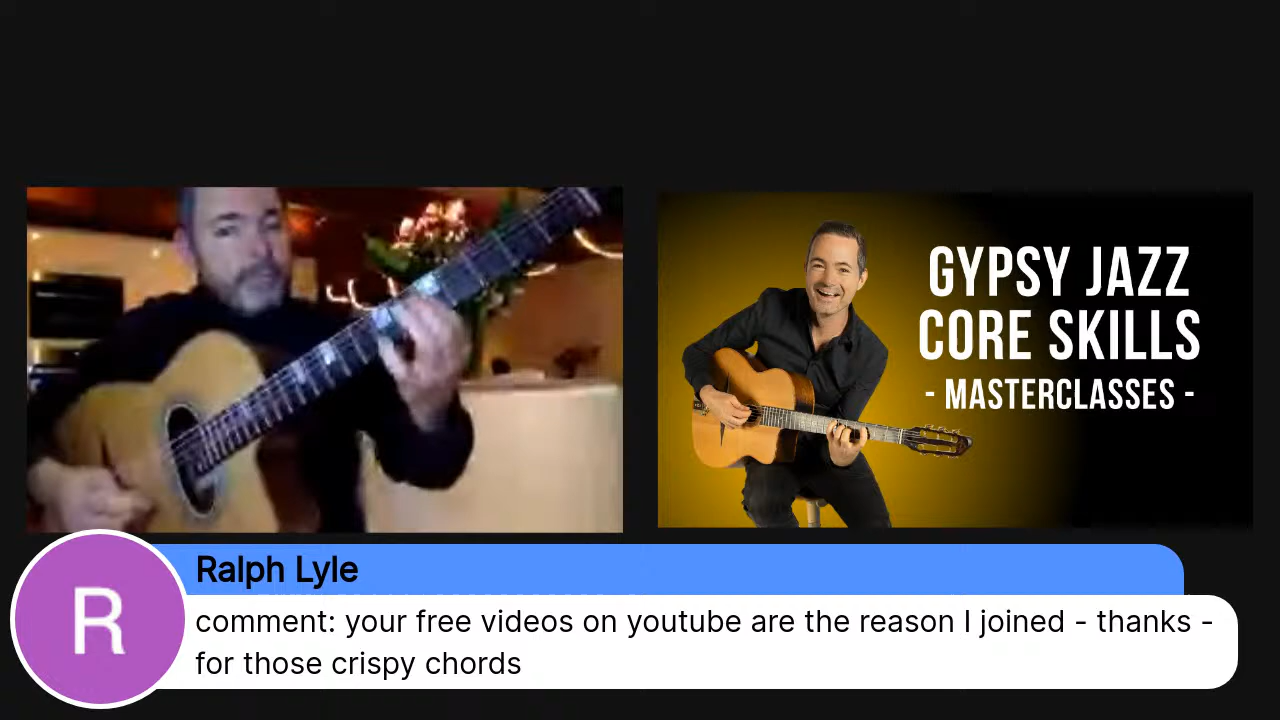 GYPSY JAZZ
CORE SKILLS
- MASTERCLASSES -
Ralph Lyle
R
comment: your free videos on youtube are the reason I joined - thanks -
for those crispy chords